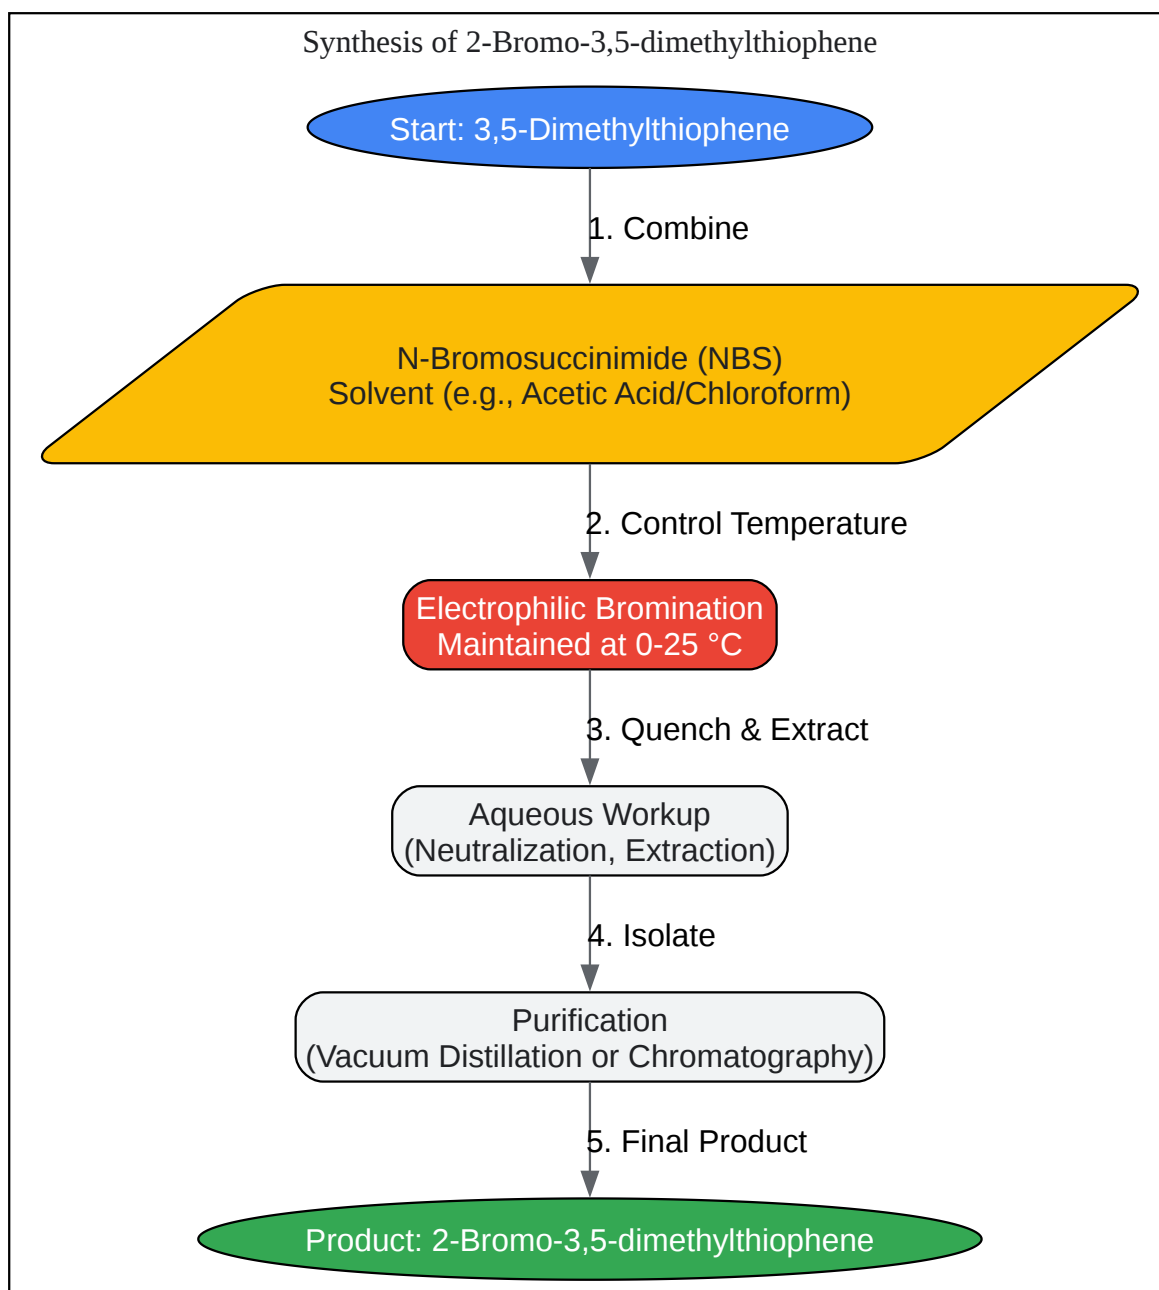 Synthesis of 2-Bromo-3,5-dimethylthiophene
Start: 3,5-Dimethylthiophene
1. Combine
N-Bromosuccinimide (NBS)
Solvent (e.g., Acetic Acid/Chloroform)
2. Control Temperature
Electrophilic Bromination
Maintained at 0-25 °C
3. Quench & Extract
Aqueous Workup
(Neutralization, Extraction)
4. Isolate
Purification
(Vacuum Distillation or Chromatography)
5. Final Product
Product: 2-Bromo-3,5-dimethylthiophene